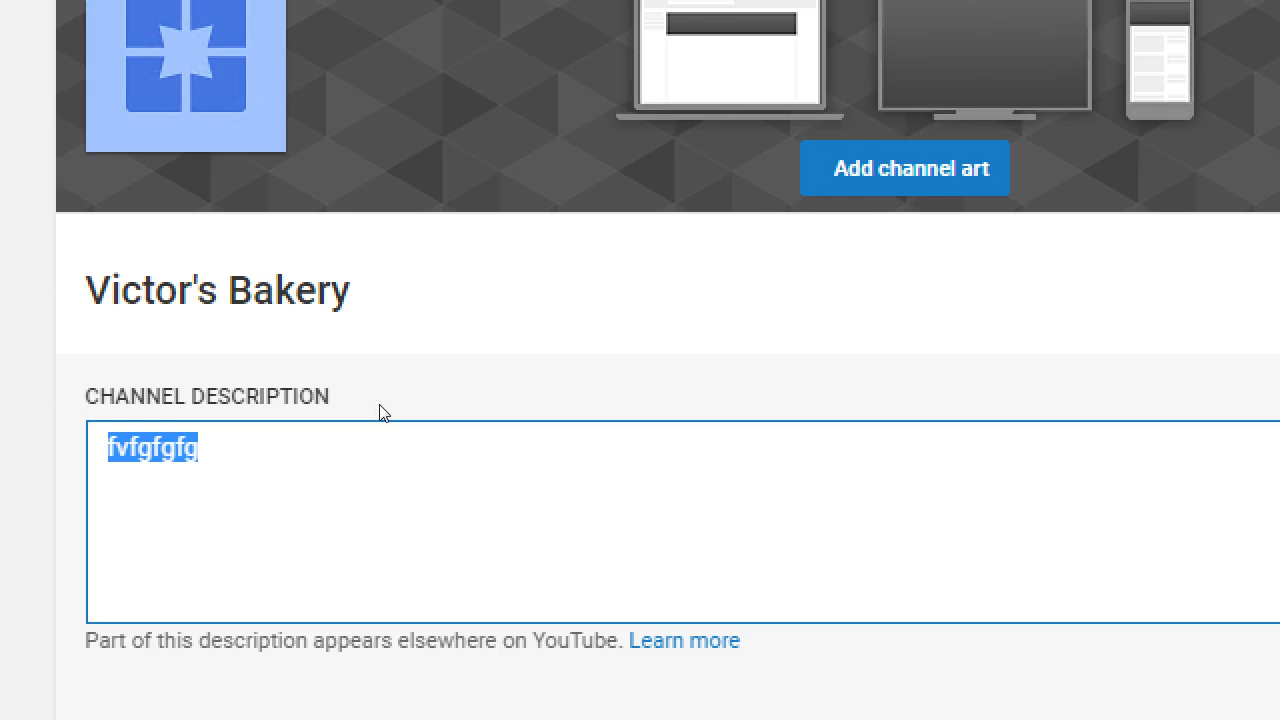 Add channel art
Victor's Bakery
CHANNEL DESCRIPTION
fvfgfgfg
Part of this description appears elsewhere on YouTube. Learn more